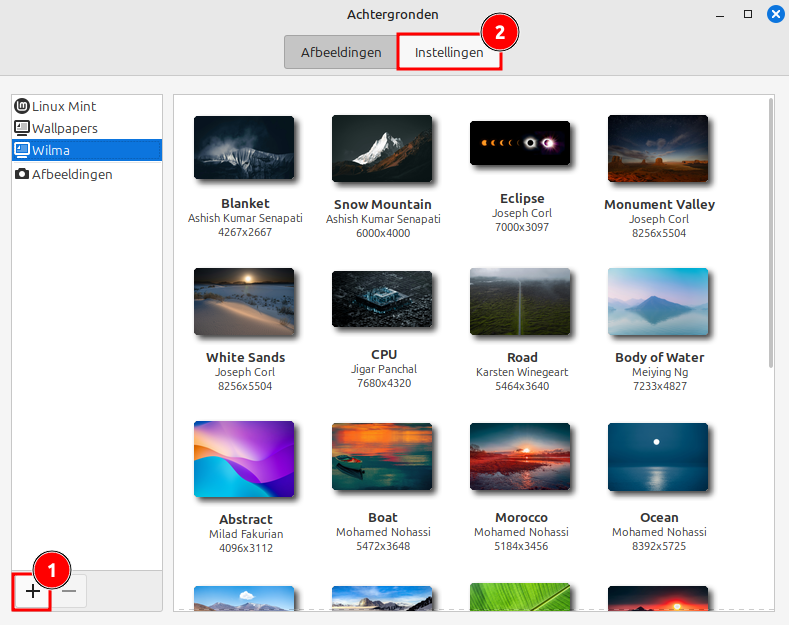 Achtergronden
2
Afbeeldingen
Instellingen
Linux Mint
Wallpapers
Wilma
Afbeeldingen
Blanket
Ashish Kumar Senapati
4267x2667
Snow Mountain
Ashish Kumar Senapati
6000x4000
Eclipse
Joseph Corl
7000x3097
Monument Valley
Joseph Corl
8256x5504
White Sands
Joseph Corl
8256x5504
CPU
Jigar Panchal
7680x4320
Road
Karsten Winegeart
5464x3640
Body of Water
Meiying Ng
7233x4827
Abstract
Milad Fakurian
4096x3112
Boat
Mohamed Nohassi
5472x3648
Morocco
Mohamed Nohassi
5184x3456
Ocean
Mohamed Nohassi
8392x5725
1